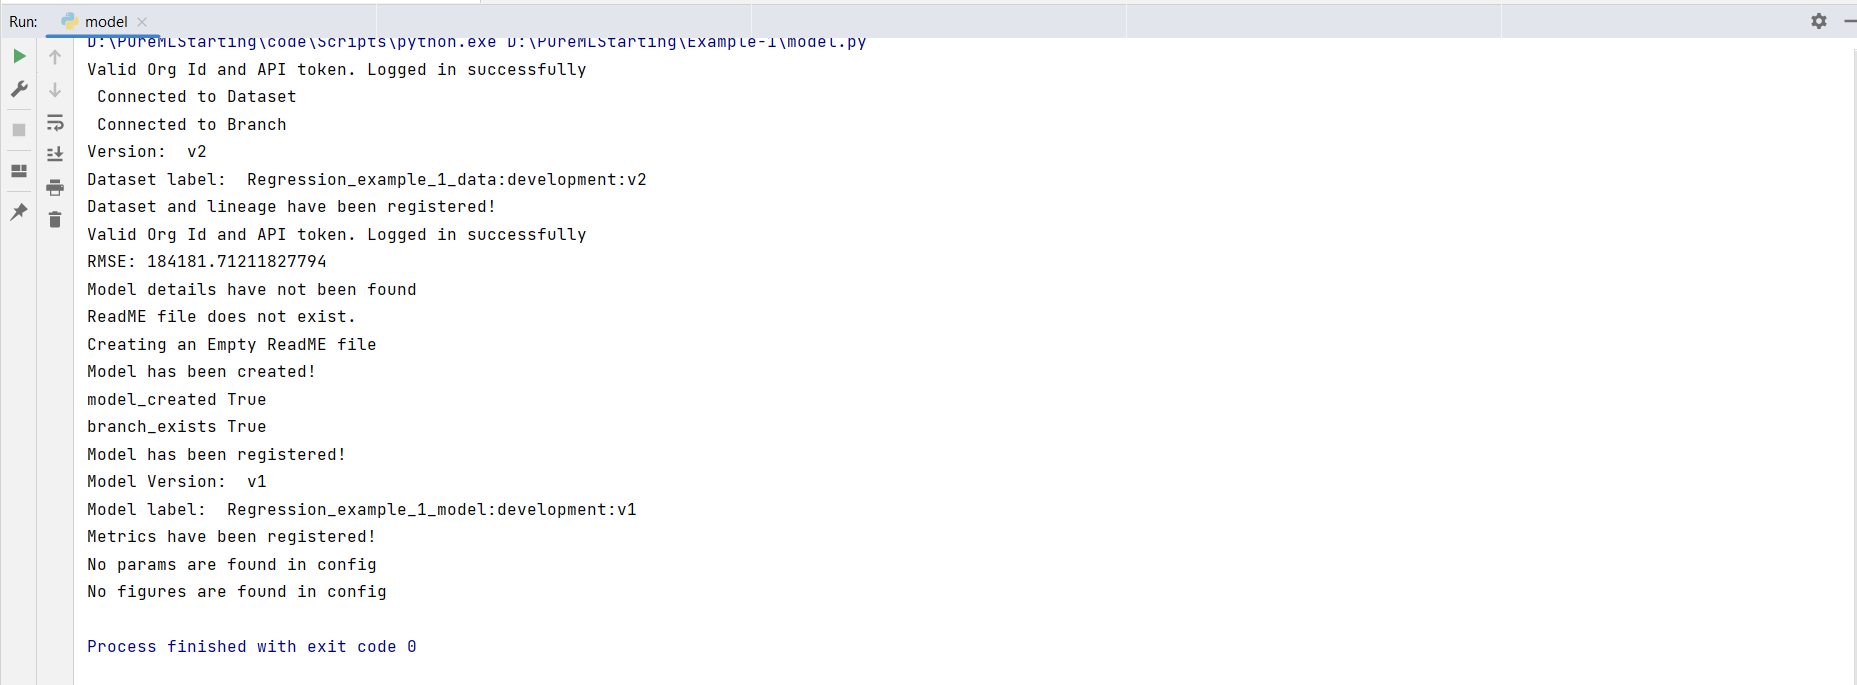 Run: model
D:\PureMLStarting\code\Scripts\python.exe D:\PureMLStarting\Example-1\model.py
Valid Org Id and API token. Logged in successfully
Connected to Dataset
Connected to Branch
Version:  v2
Dataset label:  Regression_example_1_data:development:v2
Dataset and lineage have been registered!
Valid Org Id and API token. Logged in successfully
RMSE: 184181.71211827794
Model details have not been found
ReadME file does not exist.
Creating an Empty ReadME file
Model has been created!
model_created True
branch_exists True
Model has been registered!
Model Version:  v1
Model label:  Regression_example_1_model:development:v1
Metrics have been registered!
No params are found in config
No figures are found in config
Process finished with exit code 0